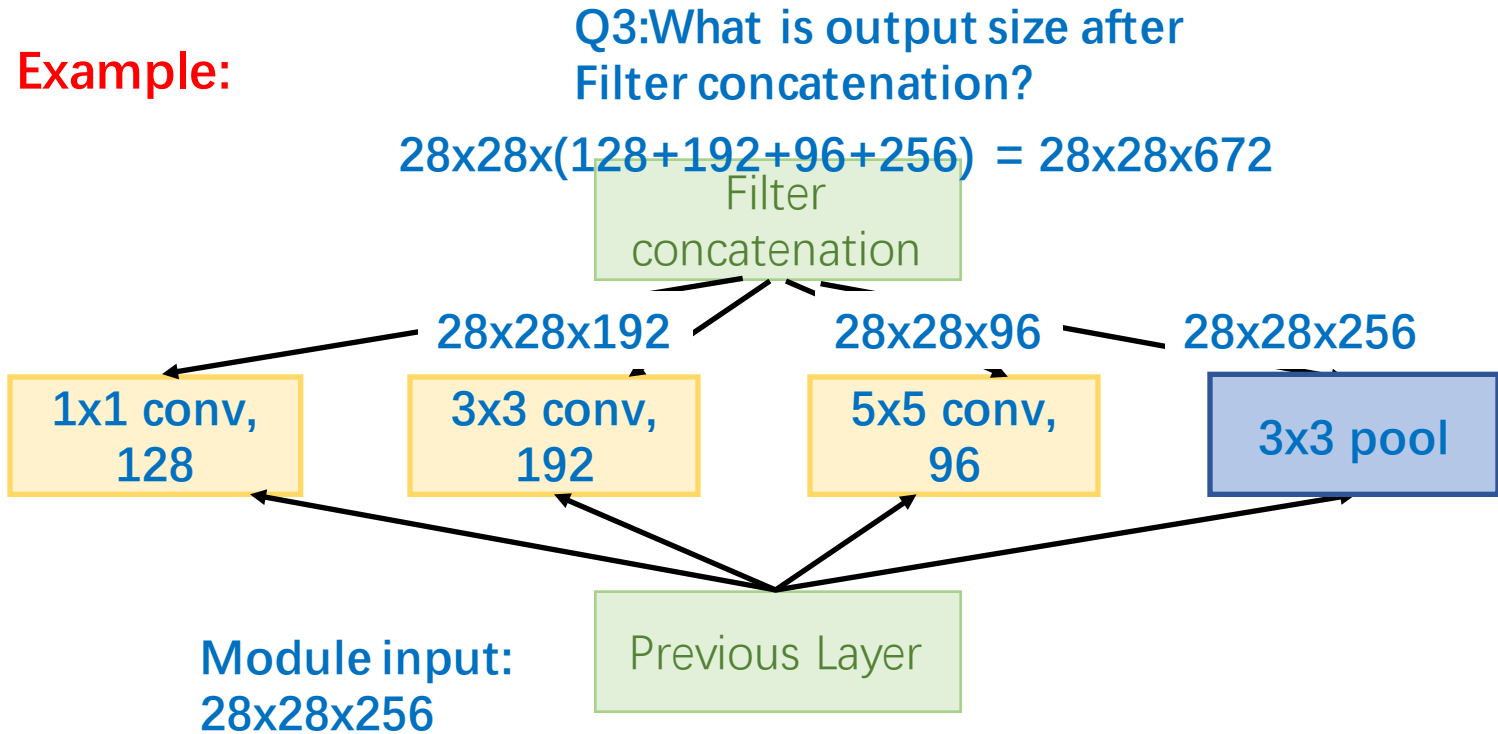 Example:
Q3:What is output size after
Filter concatenation?
28x28x(128+192+96+256) = 28x28x672
Filter
concatenation
28x28x192
28x28x96
28x28x256
1x1 conv,
128
3x3 conv,
192
5x5 conv,
96
3x3 pool
Previous Layer
Module input:
28x28x256